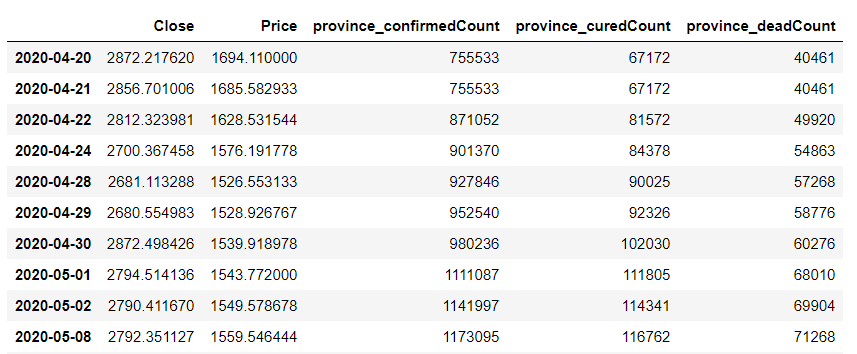 Close Price province_confirmedCount province_curedCount province_deadCount
2020-04-20 2872.217620 1694.110000 755533 67172 40461
2020-04-21 2856.701006 1685.582933 755533 67172 40461
2020-04-22 2812.323981 1628.531544 871052 81572 49920
2020-04-24 2700.367458 1576.191778 901370 84378 54863
2020-04-28 2681.113288 1526.553133 927846 90025 57268
2020-04-29 2680.554983 1528.926767 952540 92326 58776
2020-04-30 2872.498426 1539.918978 980236 102030 60276
2020-05-01 2794.514136 1543.772000 1111087 111805 68010
2020-05-02 2790.411670 1549.578678 1141997 114341 69904
2020-05-08 2792.351127 1559.546444 1173095 116762 71268